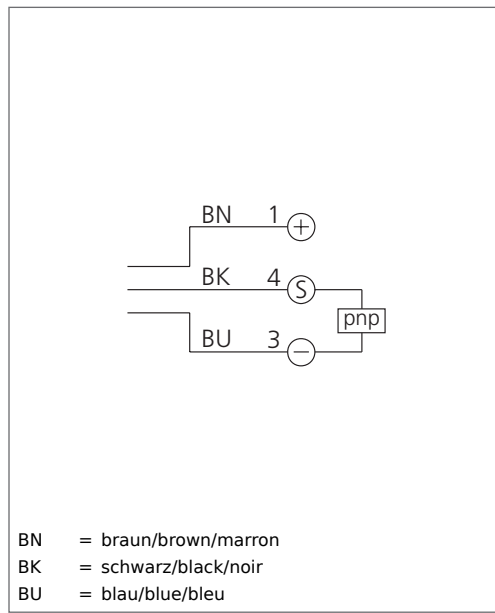 BN 1 +
BK 4 S
pnp
BU 3 −
BN = braun/brown/marron
BK = schwarz/black/noir
BU = blau/blue/bleu